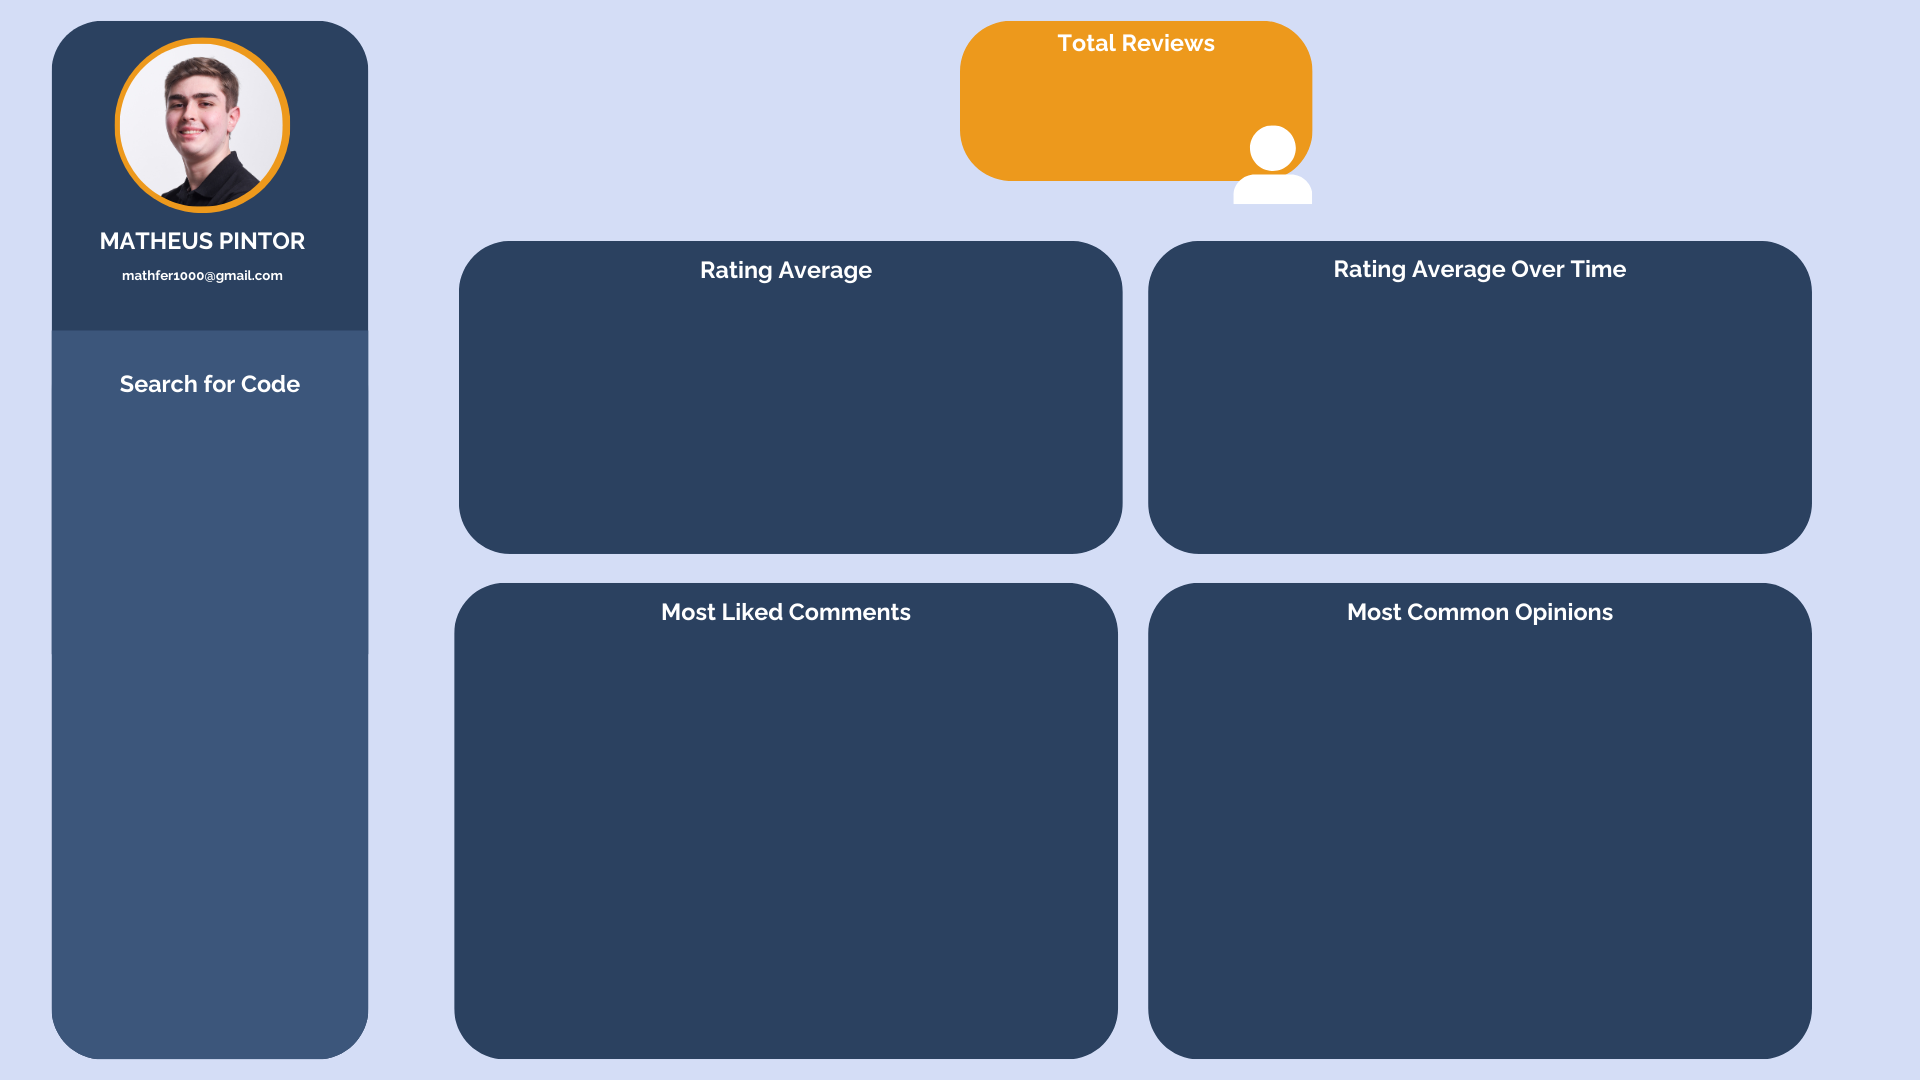 MATHEUS PINTOR
mathfer1000@gmail.com
Search for Code
Total Reviews
Rating Average
Rating Average Over Time
Most Liked Comments
Most Common Opinions